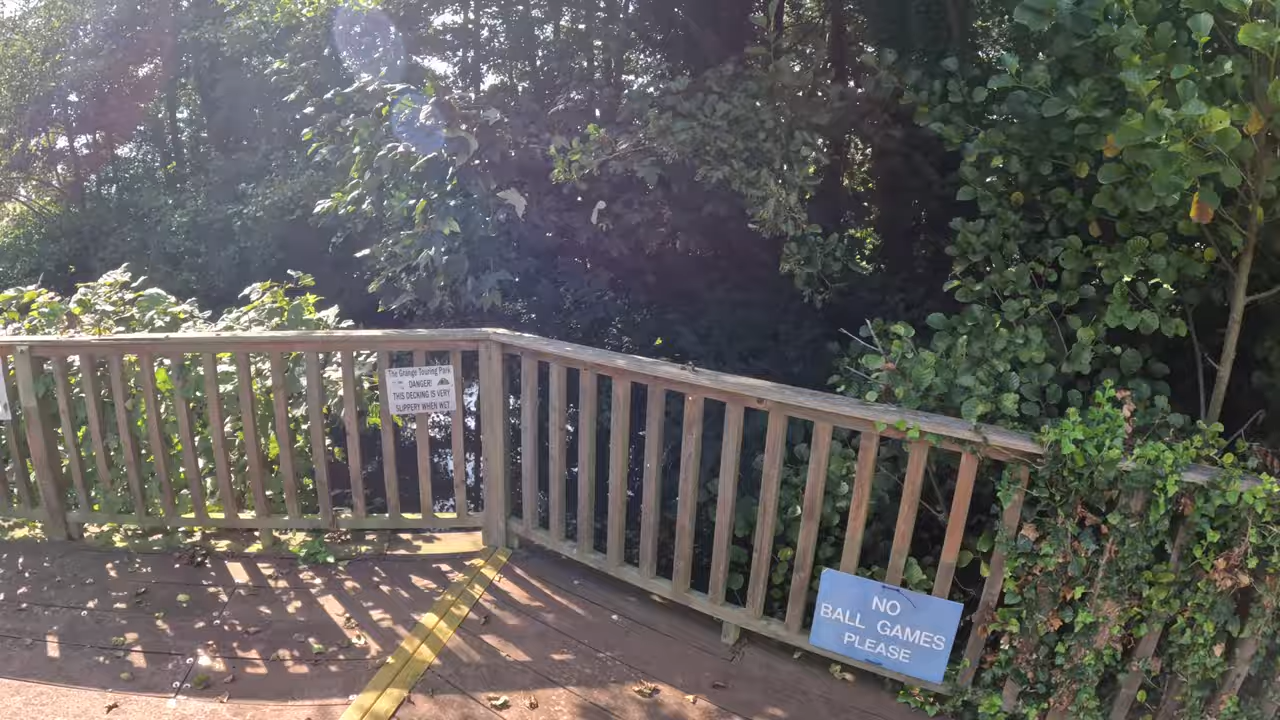 The Grange Touring Park
DANGER!
THIS DECKING IS VERY
SLIPPERY WHEN WET
NO
BALL GAMES
PLEASE